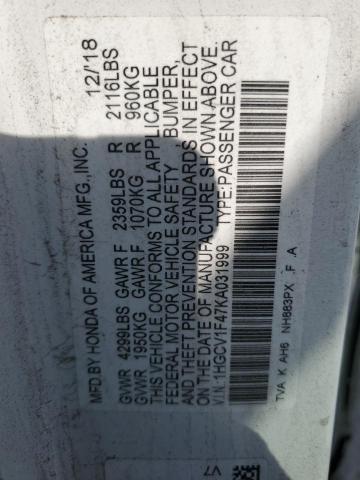 MFD.BY HONDA OF AMERICA MFG.,INC. 12/'18
GVWR 4299LBS GAWR F 2359LBS R 2116LBS
GVWR 1950KG GAWR F 1070KG R 960KG
THIS VEHICLE CONFORMS TO ALL APPLICABLE
FEDERAL MOTOR VEHICLE SAFETY, BUMPER,
AND THEFT PREVENTION STANDARDS IN EFFECT
ON THE DATE OF MANUFACTURE SHOWN ABOVE.
V.I.N.:1HGCV1F47KA031999 TYPE:PASSENGER CAR
TVA K AH6 NH883PX F A
V7